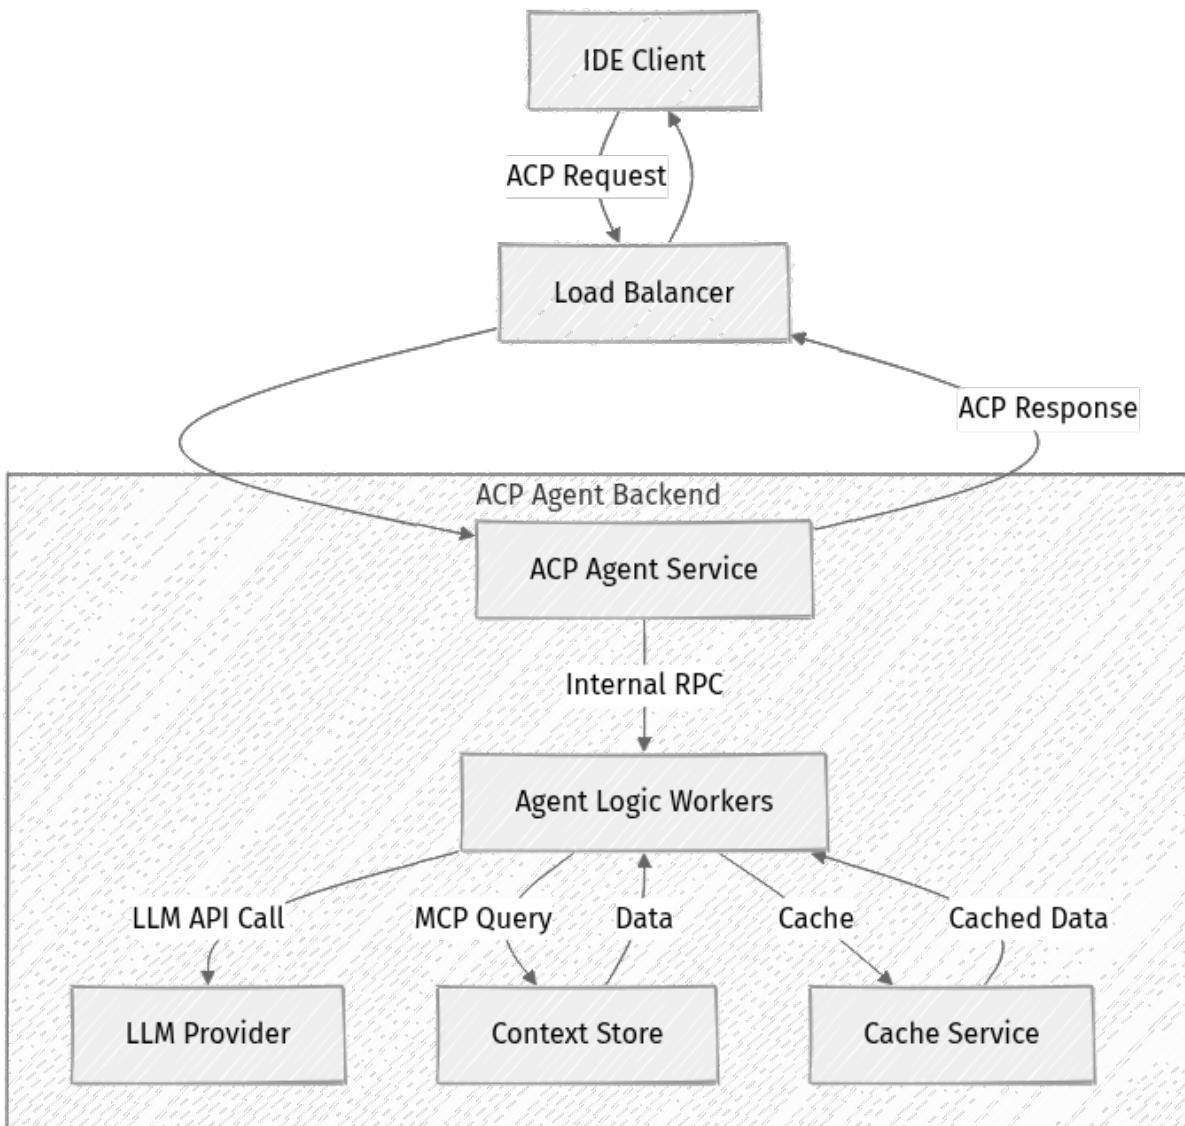 IDE Client
ACP Request
Load Balancer
ACP Response
ACP Agent Backend
ACP Agent Service
Internal RPC
Agent Logic Workers
LLM API Call
MCP Query
Data
Cache
Cached Data
LLM Provider
Context Store
Cache Service